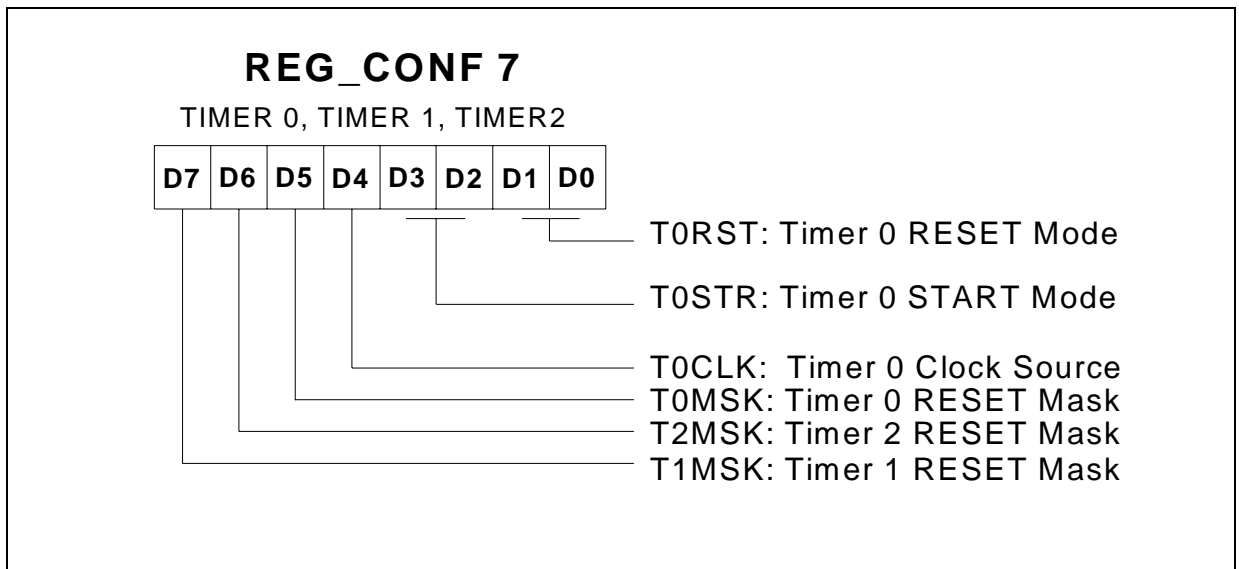 REG_CONF 7
TIMER 0, TIMER 1, TIMER2
D7 D6 D5 D4 D3 D2 D1 D0
T0RST: Timer 0 RESET Mode
T0STR: Timer 0 START Mode
T0CLK: Timer 0 Clock Source
T0MSK: Timer 0 RESET Mask
T2MSK: Timer 2 RESET Mask
T1MSK: Timer 1 RESET Mask